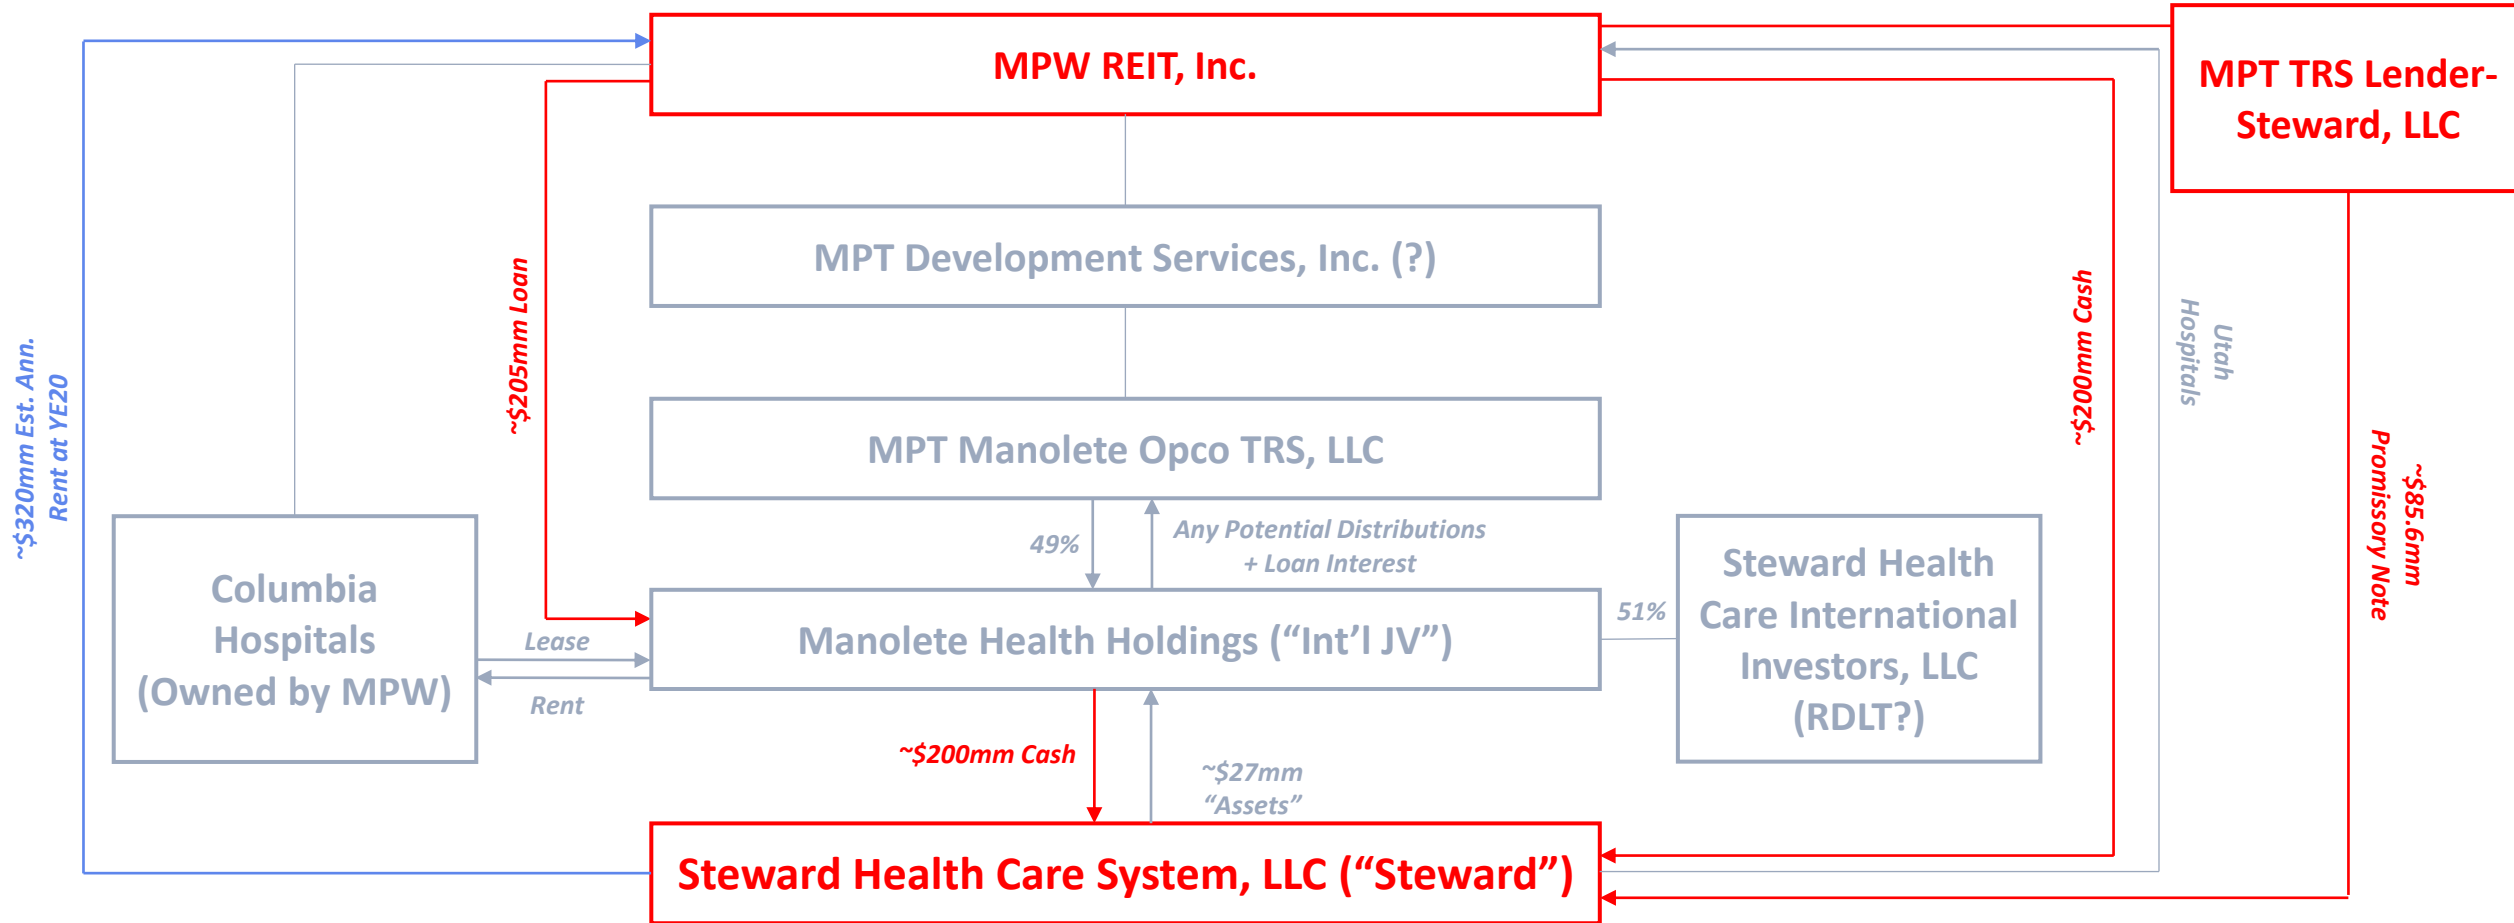 MPW REIT, Inc.
MPT TRS Lender-
Steward, LLC
MPT Development Services, Inc. (?)
~$320mm Est. Ann.
Rent at YE20
~$205mm Loan
~$200mm Cash
Utah
Hospitals
~$85.6mm
Promissory Note
MPT Manolete Opco TRS, LLC
49%
Any Potential Distributions
+ Loan Interest
Columbia
Hospitals
(Owned by MPW)
Lease
Rent
Manolete Health Holdings (“Int’l JV”)
51%
Steward Health
Care International
Investors, LLC
(RDLT?)
~$200mm Cash
~$27mm
“Assets”
Steward Health Care System, LLC (“Steward”)